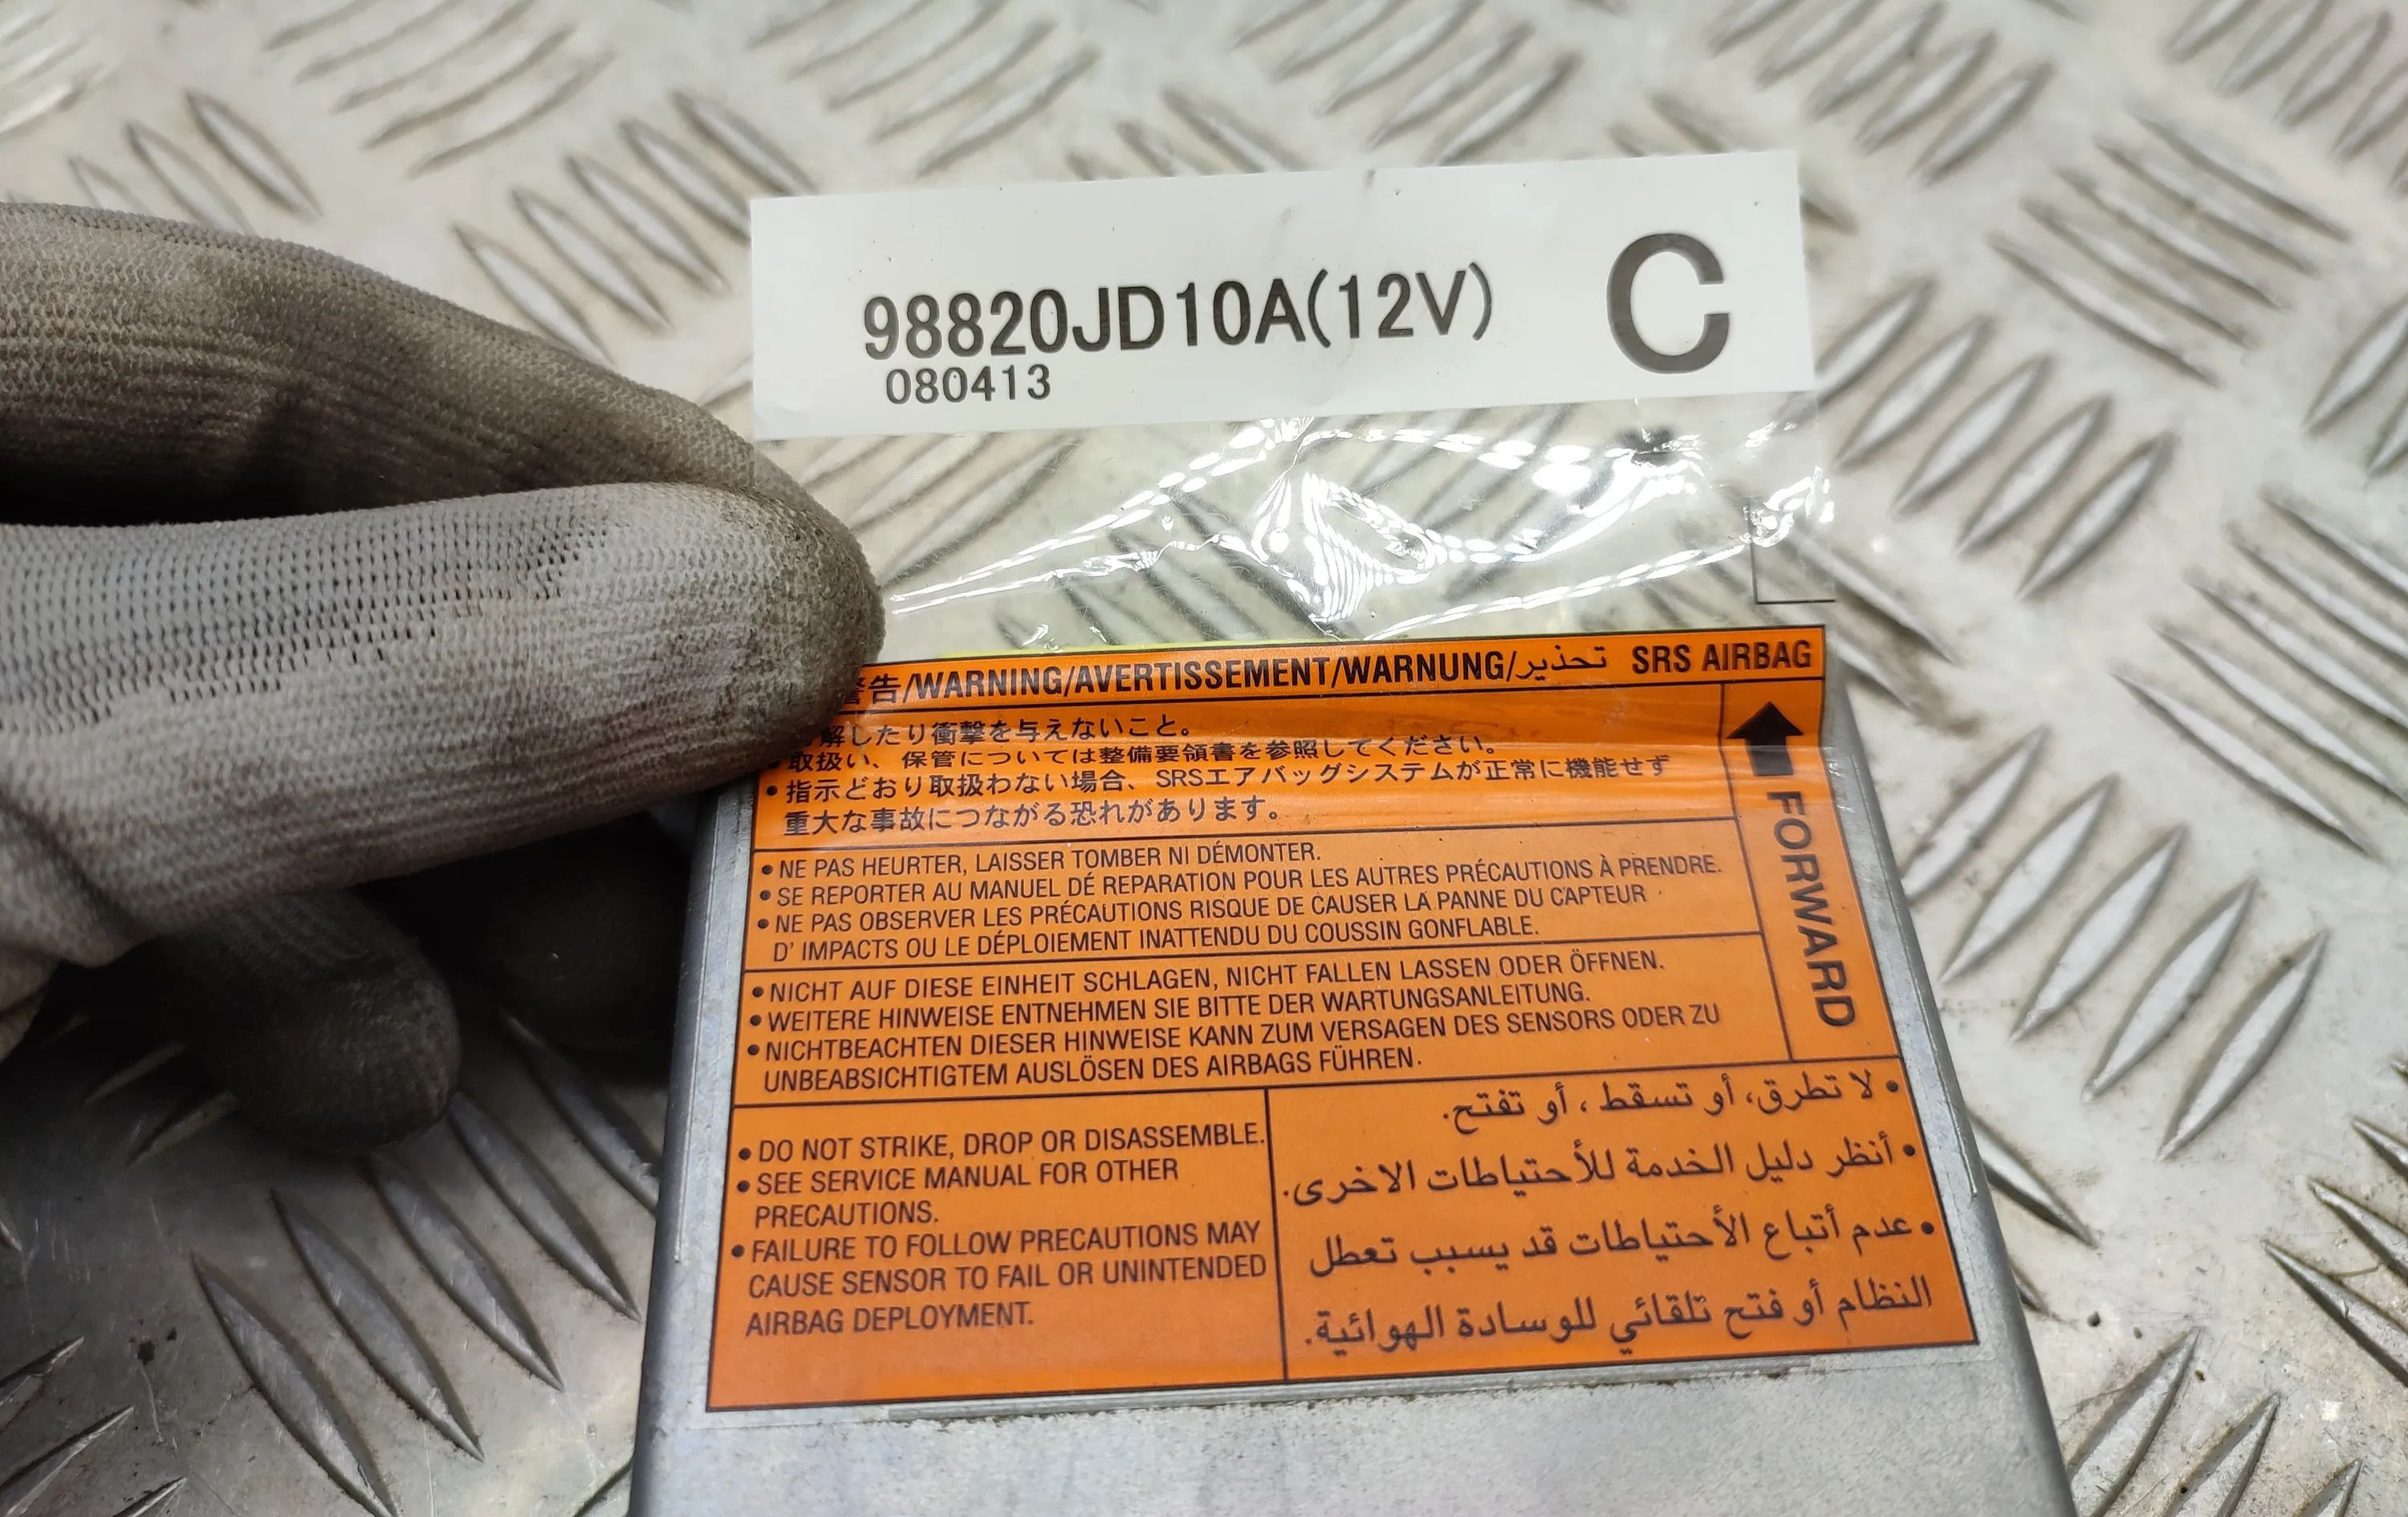 98820JD10A(12V) C
080413
告/WARNING/AVERTISSEMENT/WARNUNG/تحذير SRS AIRBAG
解したり衝撃を与えないこと。
• 取扱い、保管については整備要領書を参照してください。
• 指示どおり取扱わない場合、SRSエアバッグシステムが正常に機能せず
重大な事故につながる恐れがあります。
FORWARD
• NE PAS HEURTER, LAISSER TOMBER NI DÉMONTER.
• SE REPORTER AU MANUEL DÉ REPARATION POUR LES AUTRES PRÉCAUTIONS À PRENDRE.
• NE PAS OBSERVER LES PRÉCAUTIONS RISQUE DE CAUSER LA PANNE DU CAPTEUR
D' IMPACTS OU LE DÉPLOIEMENT INATTENDU DU COUSSIN GONFLABLE.
• NICHT AUF DIESE EINHEIT SCHLAGEN, NICHT FALLEN LASSEN ODER ÖFFNEN.
• WEITERE HINWEISE ENTNEHMEN SIE BITTE DER WARTUNGSANLEITUNG.
• NICHTBEACHTEN DIESER HINWEISE KANN ZUM VERSAGEN DES SENSORS ODER ZU
UNBEABSICHTIGTEM AUSLÖSEN DES AIRBAGS FÜHREN.
• DO NOT STRIKE, DROP OR DISASSEMBLE.
• SEE SERVICE MANUAL FOR OTHER
PRECAUTIONS.
• FAILURE TO FOLLOW PRECAUTIONS MAY
CAUSE SENSOR TO FAIL OR UNINTENDED
AIRBAG DEPLOYMENT.
• لا تطرق، أو تسقط ، أو تفتح.
• أنظر دليل الخدمة للأحتياطات الاخرى.
• عدم أتباع الأحتياطات قد يسبب تعطل
النظام أو فتح تلقائي للوسادة الهوائية.